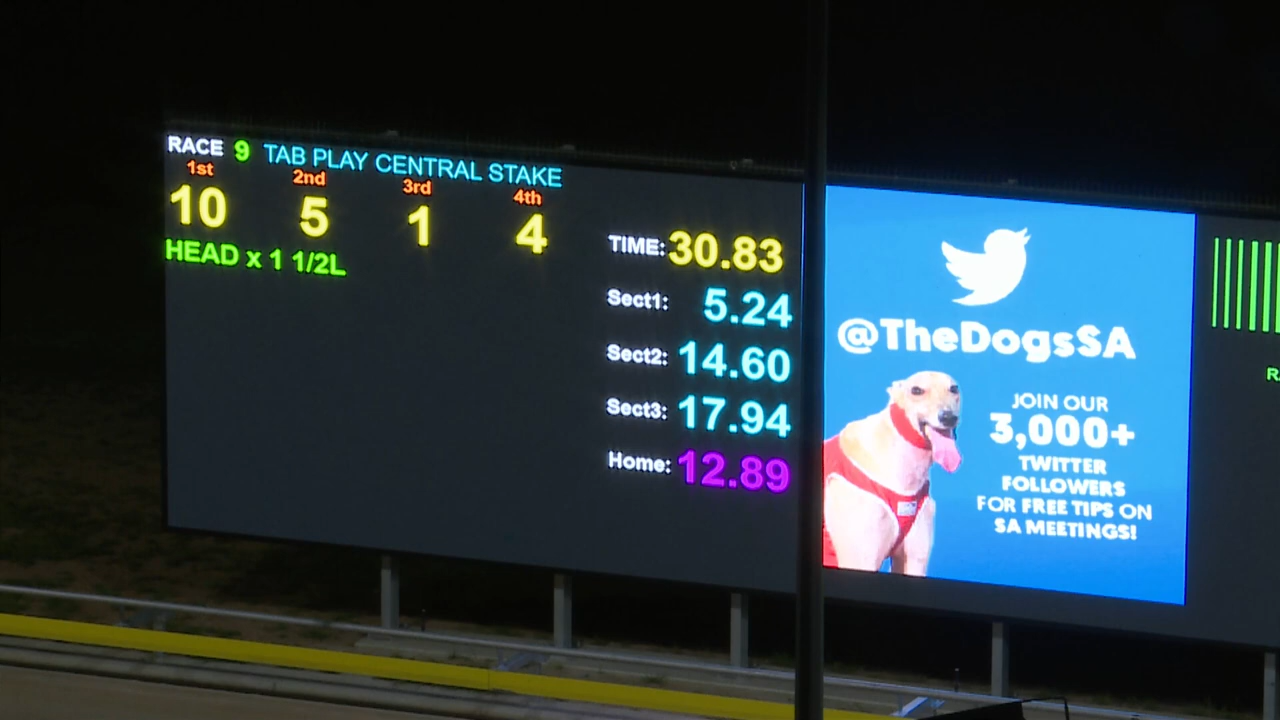 RACE 9 TAB PLAY CENTRAL STAKE
1st 2nd 3rd 4th
10 5 1 4
HEAD x 1 1/2L
TIME: 30.83
Sect1: 5.24
Sect2: 14.60
Sect3: 17.94
Home: 12.89
@TheDogsSA
JOIN OUR
3,000+
TWITTER
FOLLOWERS
FOR FREE TIPS ON
SA MEETINGS!